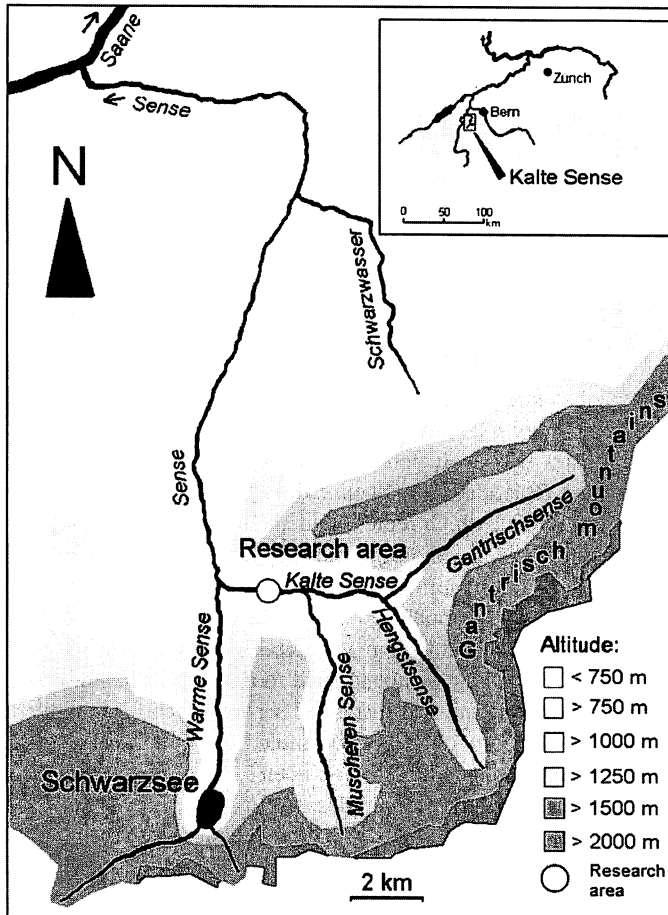 Saane
Sense
Zürich
Bern
Kalte Sense
0 50 100
km
N
Schwarzwasser
Sense
Research area
Kalte Sense
Gantrischsense
Hengstsense
Gantrisch mountains
Warme Sense
Muscheren Sense
Schwarzsee
Altitude:
< 750 m
> 750 m
> 1000 m
> 1250 m
> 1500 m
> 2000 m
Research
area
2 km